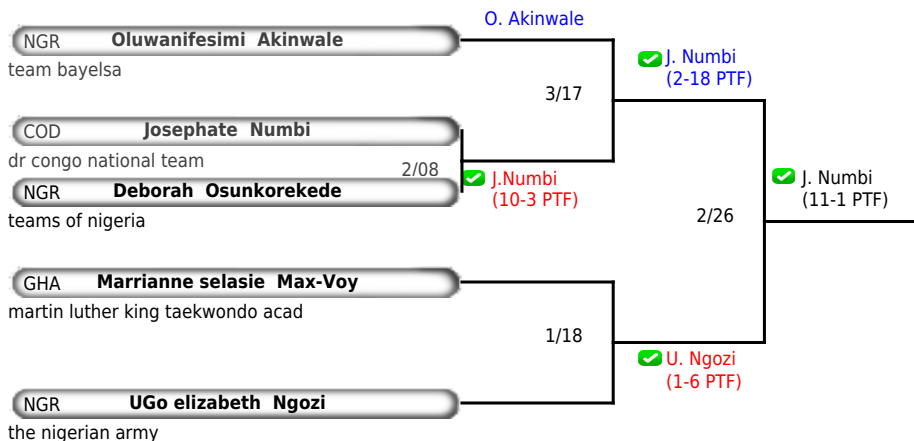 O. Akinwale
NGR Oluwanifesimi Akinwale
team bayelsa
J. Numbi
(2-18 PTF)
3/17
COD Josephate Numbi
dr congo national team
2/08
J.Numbi
(10-3 PTF)
NGR Deborah Osunkorekede
teams of nigeria
J. Numbi
(11-1 PTF)
2/26
GHA Marrianne selasie Max-Voy
martin luther king taekwondo acad
1/18
U. Ngozi
(1-6 PTF)
NGR UGo elizabeth Ngozi
the nigerian army